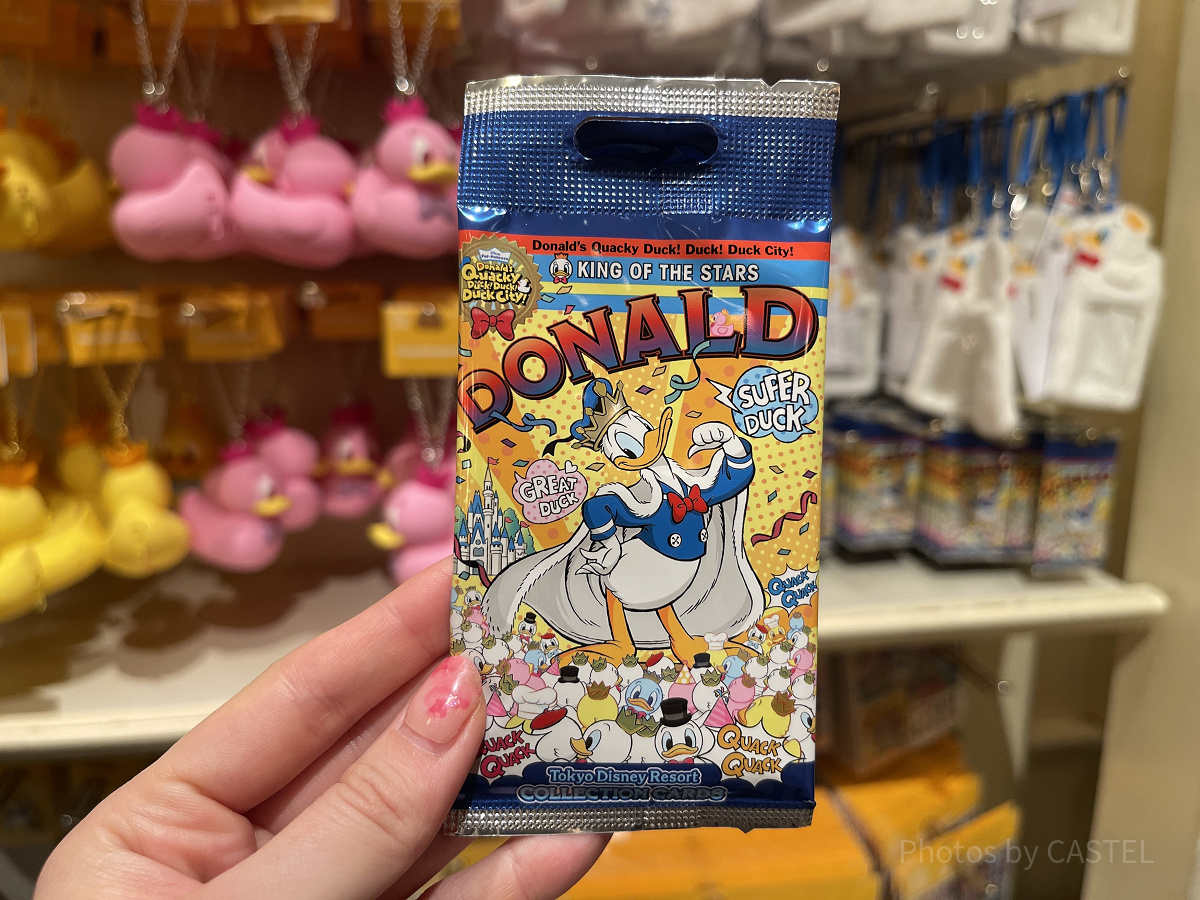 Donald's Quacky Duck! Duck! Duck City!
KING OF THE STARS
Donald's
Quacky
Duck! Duck!
Duck City!
DONALD
SUPER
DUCK
GREAT
DUCK
QUACK
QUACK
QUACK
QUACK
QUACK
QUACK
Tokyo Disney Resort
COLLECTION CARDS
Photos by CASTEL